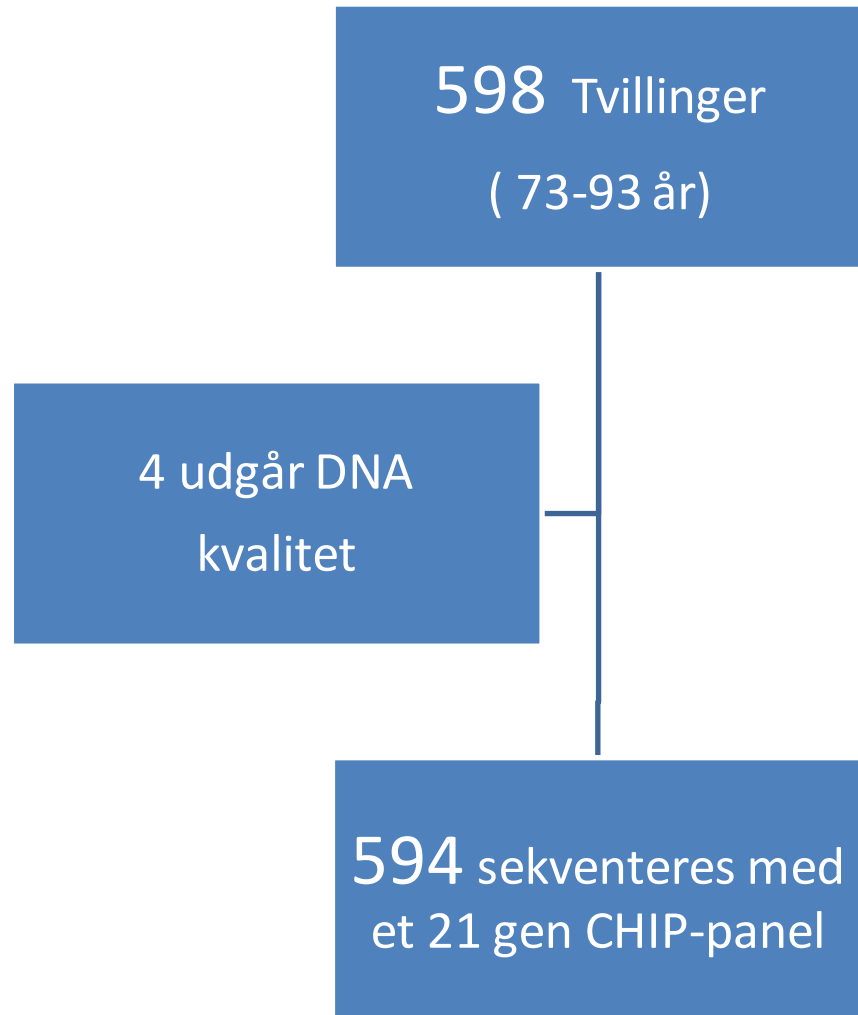 598 Tvillinger
( 73-93 år)
4 udgår DNA
kvalitet
594 sekventeres med
et 21 gen CHIP-panel